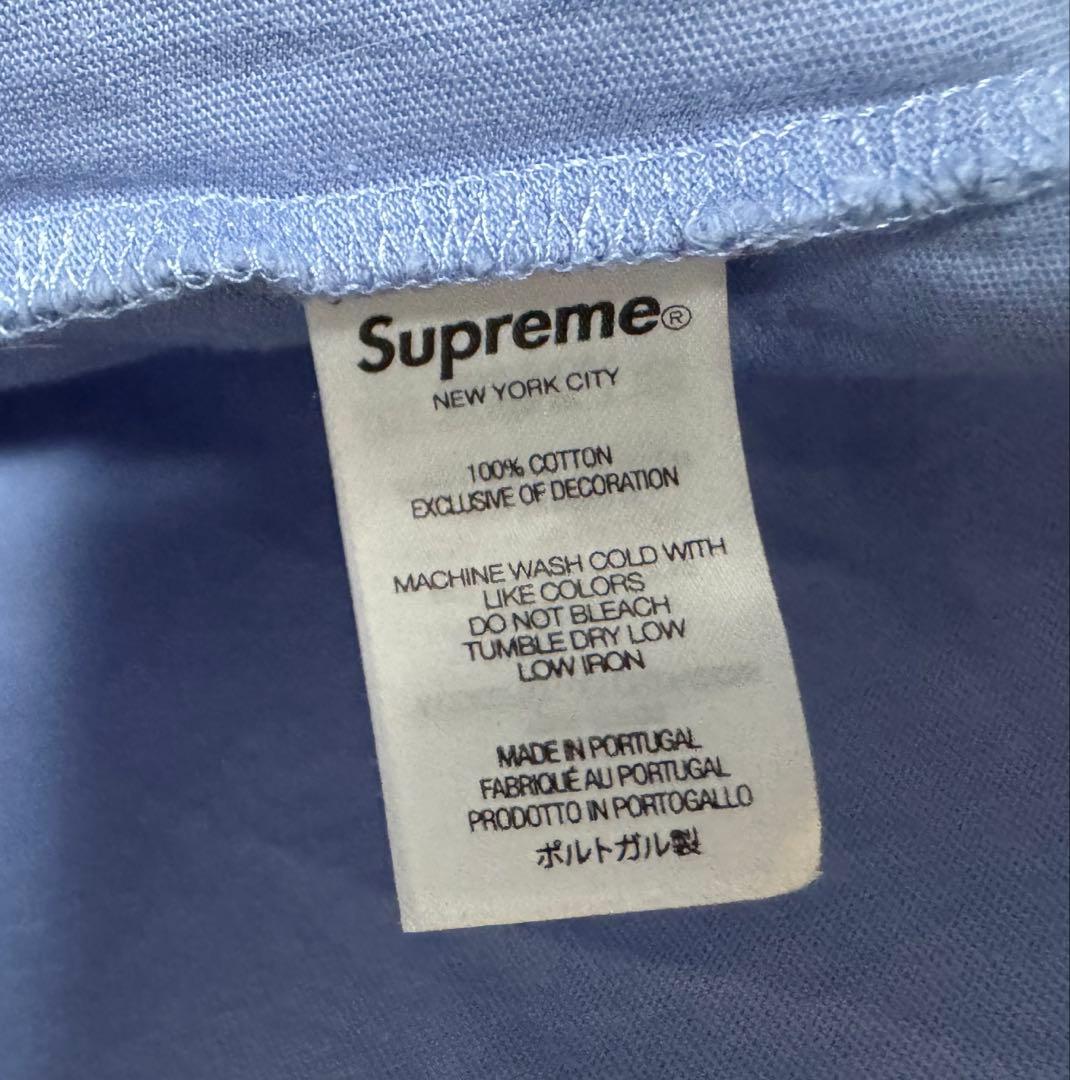 Supreme®
NEW YORK CITY
100% COTTON
EXCLUSIVE OF DECORATION
MACHINE WASH COLD WITH
LIKE COLORS
DO NOT BLEACH
TUMBLE DRY LOW
LOW IRON
MADE IN PORTUGAL
FABRIQUÉ AU PORTUGAL
PRODOTTO IN PORTOGALLO
ポルトガル製